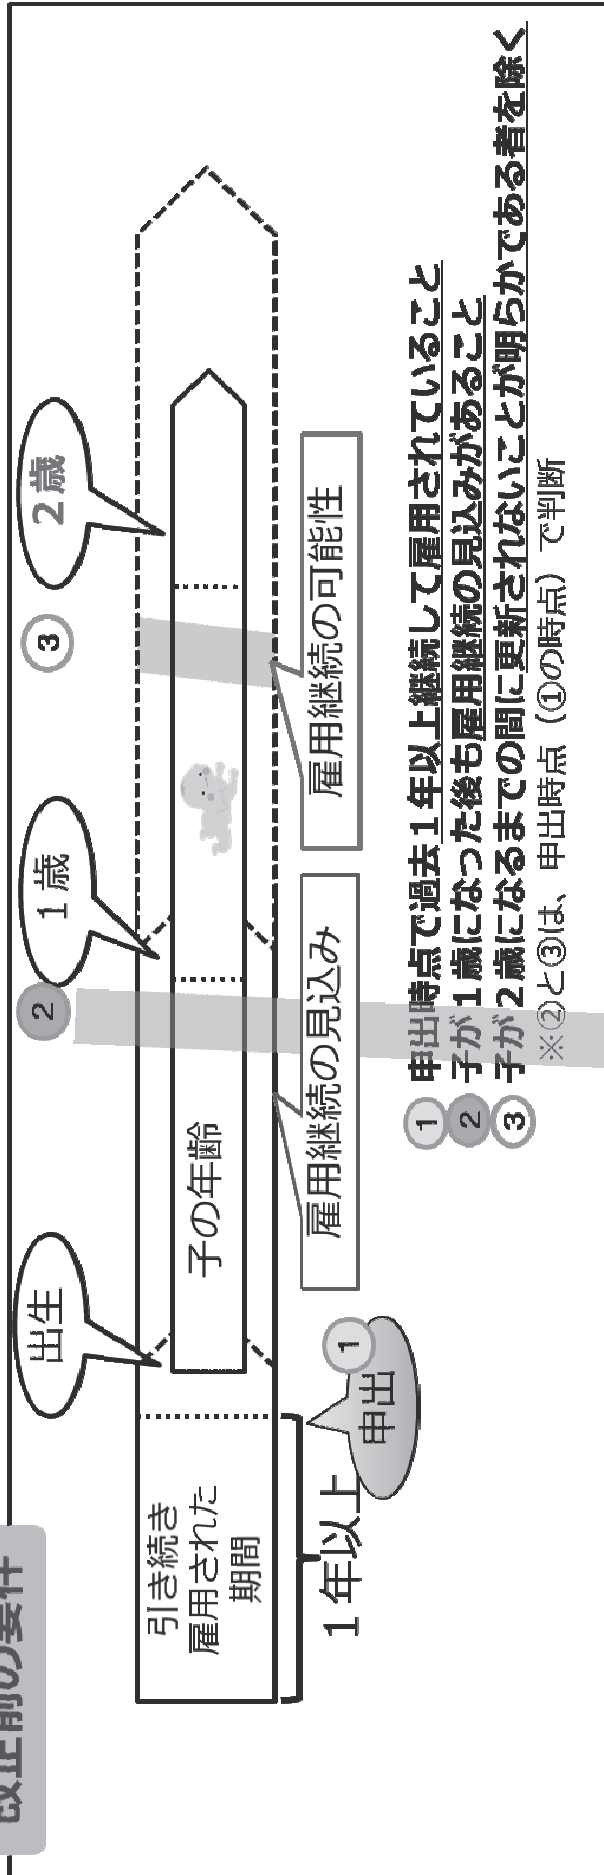 改正前の要件
出生
②
1歳
③
2歳
引き続き
雇用された
期間
子の年齢
1年以上
申出
①
雇用継続の見込み
雇用継続の可能性
① 申出時点で過去1年以上継続して雇用されていること
② 子が1歳になった後も雇用継続の見込みがあること
③ 子が2歳になるまでの間に更新されないことが明らかである者を除く
※②と③は、申出時点(①の時点)で判断